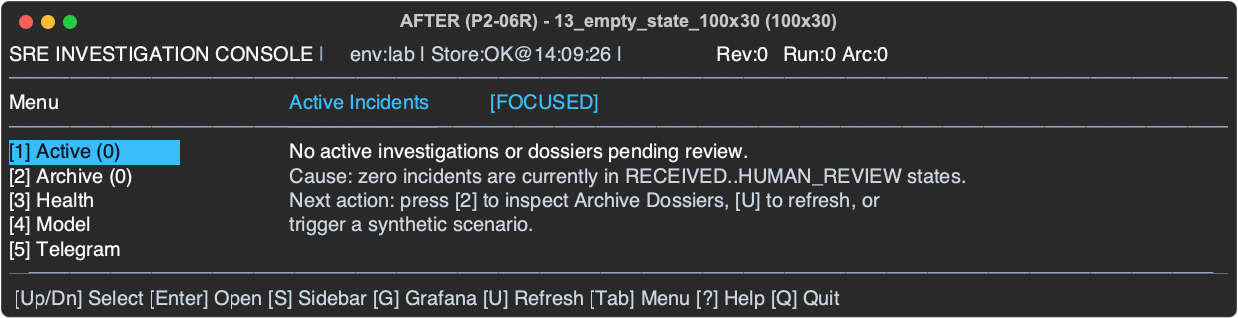 AFTER (P2-06R) - 13_empty_state_100x30 (100x30)
SRE INVESTIGATION CONSOLE | env:lab | Store:OK@14:09:26 | Rev:0 Run:0 Arc:0
Menu Active Incidents [FOCUSED]
[1] Active (0) No active investigations or dossiers pending review.
[2] Archive (0) Cause: zero incidents are currently in RECEIVED..HUMAN_REVIEW states.
[3] Health Next action: press [2] to inspect Archive Dossiers, [U] to refresh, or
[4] Model trigger a synthetic scenario.
[5] Telegram
[Up/Dn] Select [Enter] Open [S] Sidebar [G] Grafana [U] Refresh [Tab] Menu [?] Help [Q] Quit